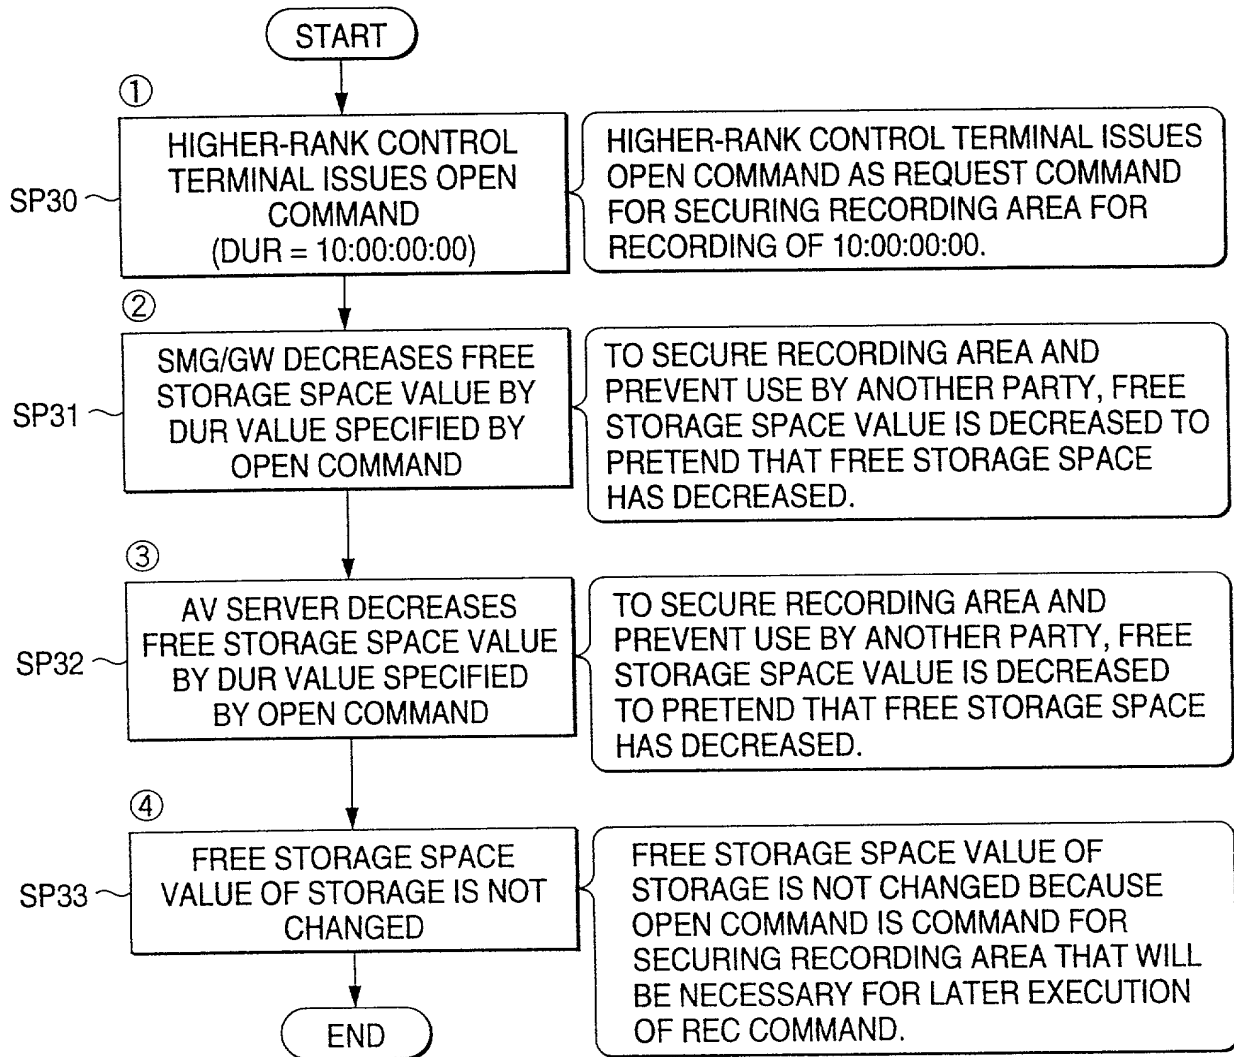 START
①
HIGHER-RANK CONTROL
TERMINAL ISSUES OPEN
COMMAND
(DUR = 10:00:00:00)
SP30
HIGHER-RANK CONTROL TERMINAL ISSUES
OPEN COMMAND AS REQUEST COMMAND
FOR SECURING RECORDING AREA FOR
RECORDING OF 10:00:00:00.
②
SMG/GW DECREASES FREE
STORAGE SPACE VALUE BY
DUR VALUE SPECIFIED BY
OPEN COMMAND
SP31
TO SECURE RECORDING AREA AND
PREVENT USE BY ANOTHER PARTY, FREE
STORAGE SPACE VALUE IS DECREASED TO
PRETEND THAT FREE STORAGE SPACE
HAS DECREASED.
③
AV SERVER DECREASES
FREE STORAGE SPACE VALUE
BY DUR VALUE SPECIFIED
BY OPEN COMMAND
SP32
TO SECURE RECORDING AREA AND
PREVENT USE BY ANOTHER PARTY, FREE
STORAGE SPACE VALUE IS DECREASED
TO PRETEND THAT FREE STORAGE SPACE
HAS DECREASED.
④
FREE STORAGE SPACE
VALUE OF STORAGE IS NOT
CHANGED
SP33
FREE STORAGE SPACE VALUE OF
STORAGE IS NOT CHANGED BECAUSE
OPEN COMMAND IS COMMAND FOR
SECURING RECORDING AREA THAT WILL
BE NECESSARY FOR LATER EXECUTION
OF REC COMMAND.
END